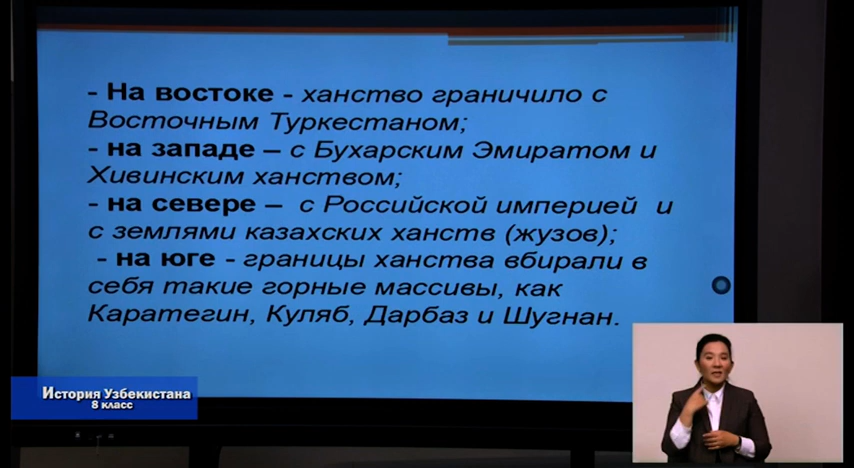 - На востоке - ханство граничило с
Восточным Туркестаном;
- на западе – с Бухарским Эмиратом и
Хивинским ханством;
- на севере – с Российской империей и
с землями казахских ханств (жузов);
- на юге - границы ханства вбирали в
себя такие горные массивы, как
Каратегин, Куляб, Дарбаз и Шугнан.
История Узбекистана
8 класс